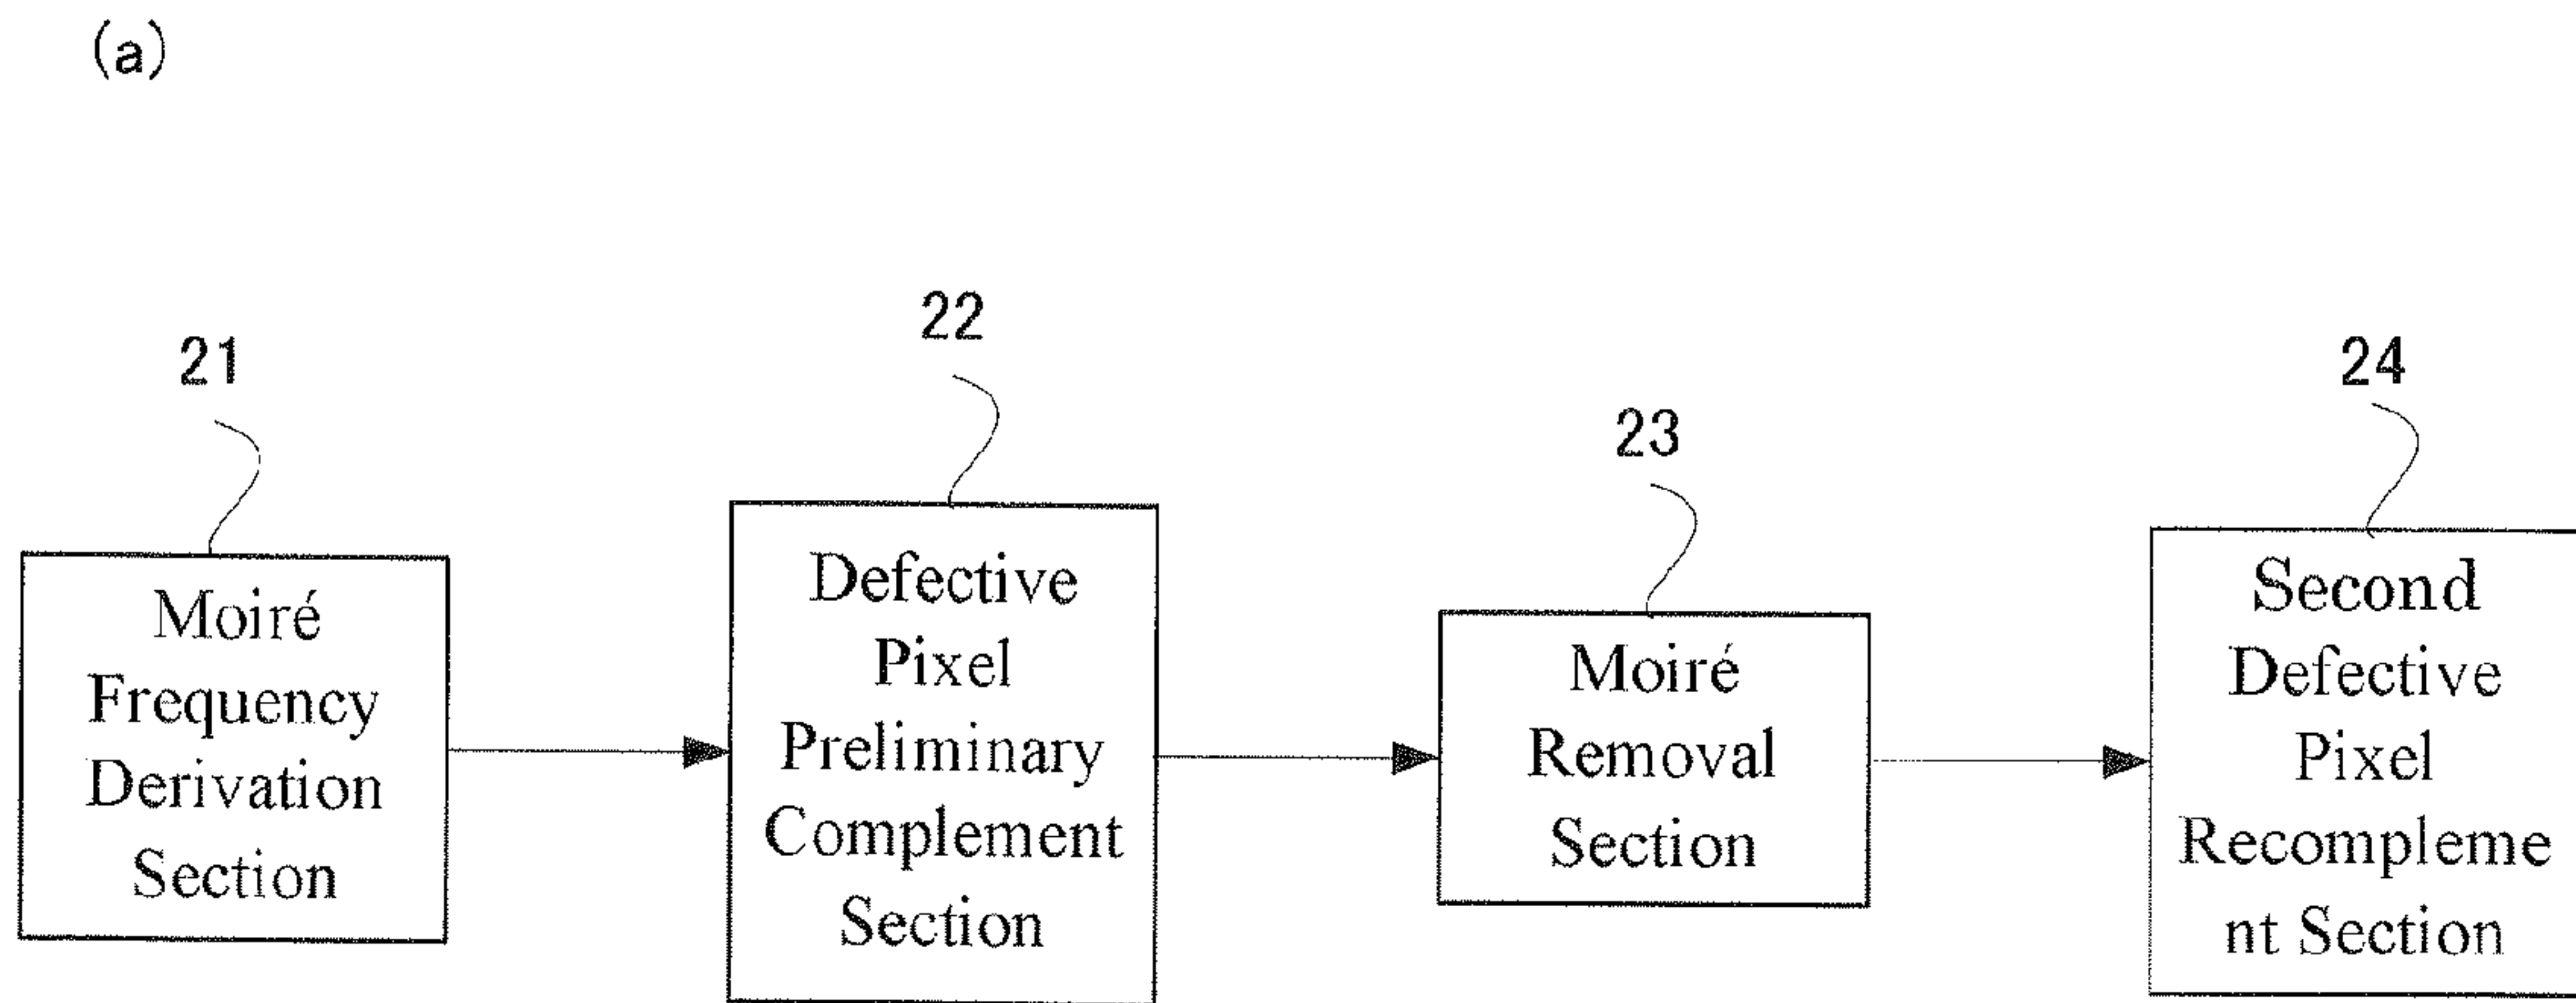 (a)
21
Moiré
Frequency
Derivation
Section
22
Defective
Pixel
Preliminary
Complement
Section
23
Moiré
Removal
Section
24
Second
Defective
Pixel
Recompleme
nt Section